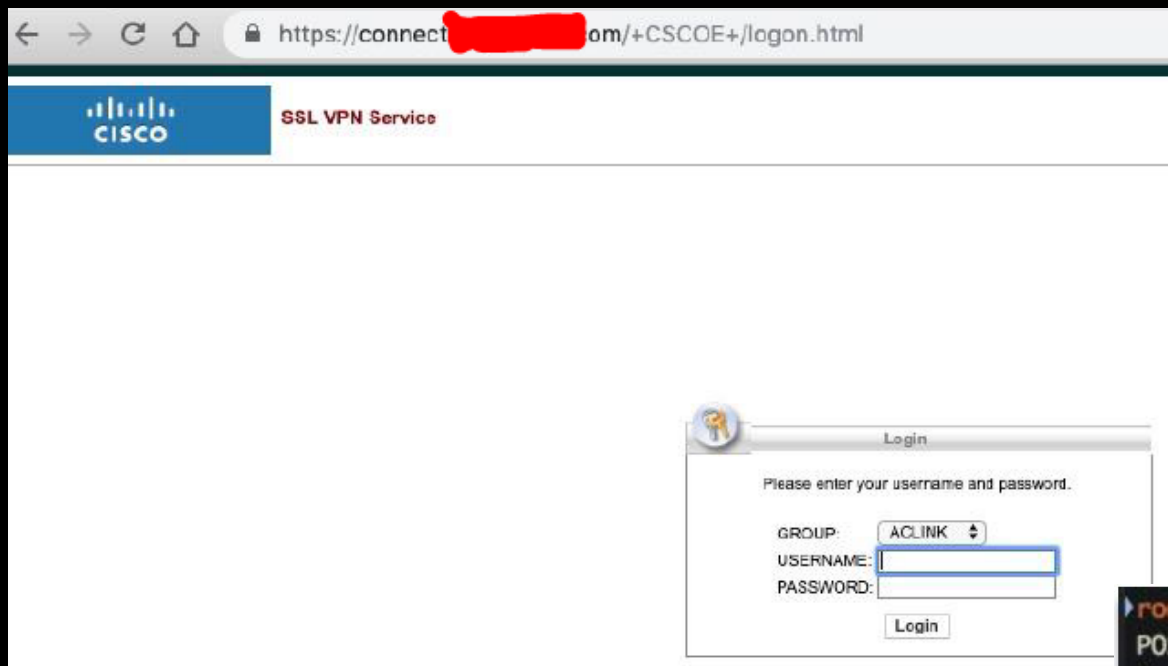 https://connect om/+CSCOE+/logon.html
CISCO
SSL VPN Service
Login
Please enter your username and password.
GROUP: ACLINK
USERNAME:
PASSWORD:
Login
PO